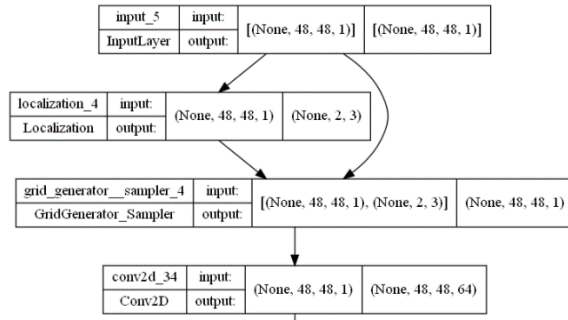 input_5 input: [(None, 48, 48, 1)] [(None, 48, 48, 1)]
InputLayer output:
localization_4 input: (None, 48, 48, 1) (None, 2, 3)
Localization output:
grid_generator__sampler_4 input: [(None, 48, 48, 1), (None, 2, 3)] (None, 48, 48, 1)
GridGenerator_Sampler output:
conv2d_34 input: (None, 48, 48, 1) (None, 48, 48, 64)
Conv2D output: